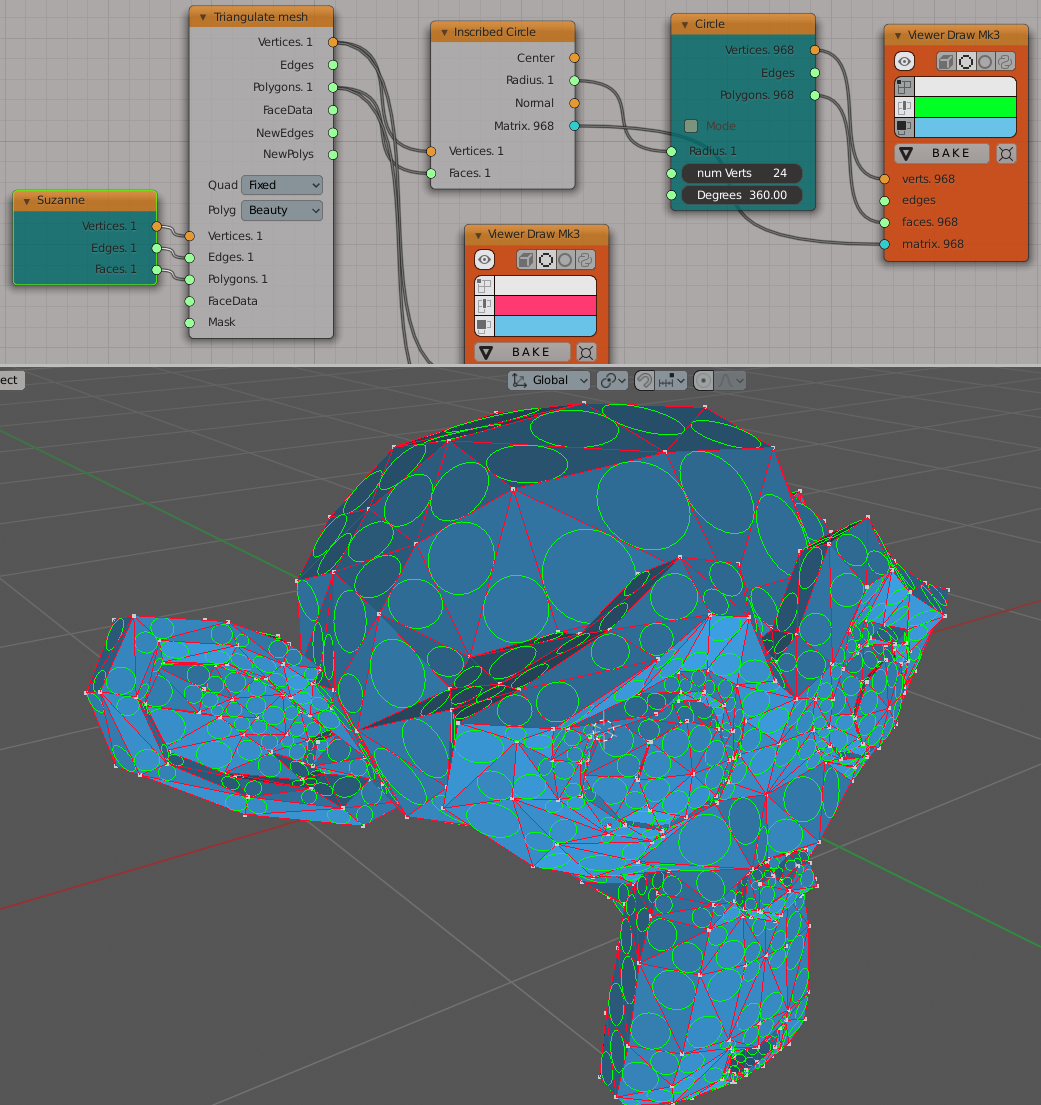 Triangulate mesh
Vertices. 1
Edges
Polygons. 1
FaceData
NewEdges
NewPolys
Quad Fixed
Polyg Beauty
Vertices. 1
Edges. 1
Polygons. 1
FaceData
Mask
Suzanne
Vertices. 1
Edges. 1
Faces. 1
Inscribed Circle
Center
Radius. 1
Normal
Matrix. 968
Vertices. 1
Faces. 1
Viewer Draw Mk3
BAKE
Circle
Vertices. 968
Edges
Polygons. 968
Mode
Radius. 1
num Verts 24
Degrees 360.00
Viewer Draw Mk3
BAKE
verts. 968
edges
faces. 968
matrix. 968
ect
Global